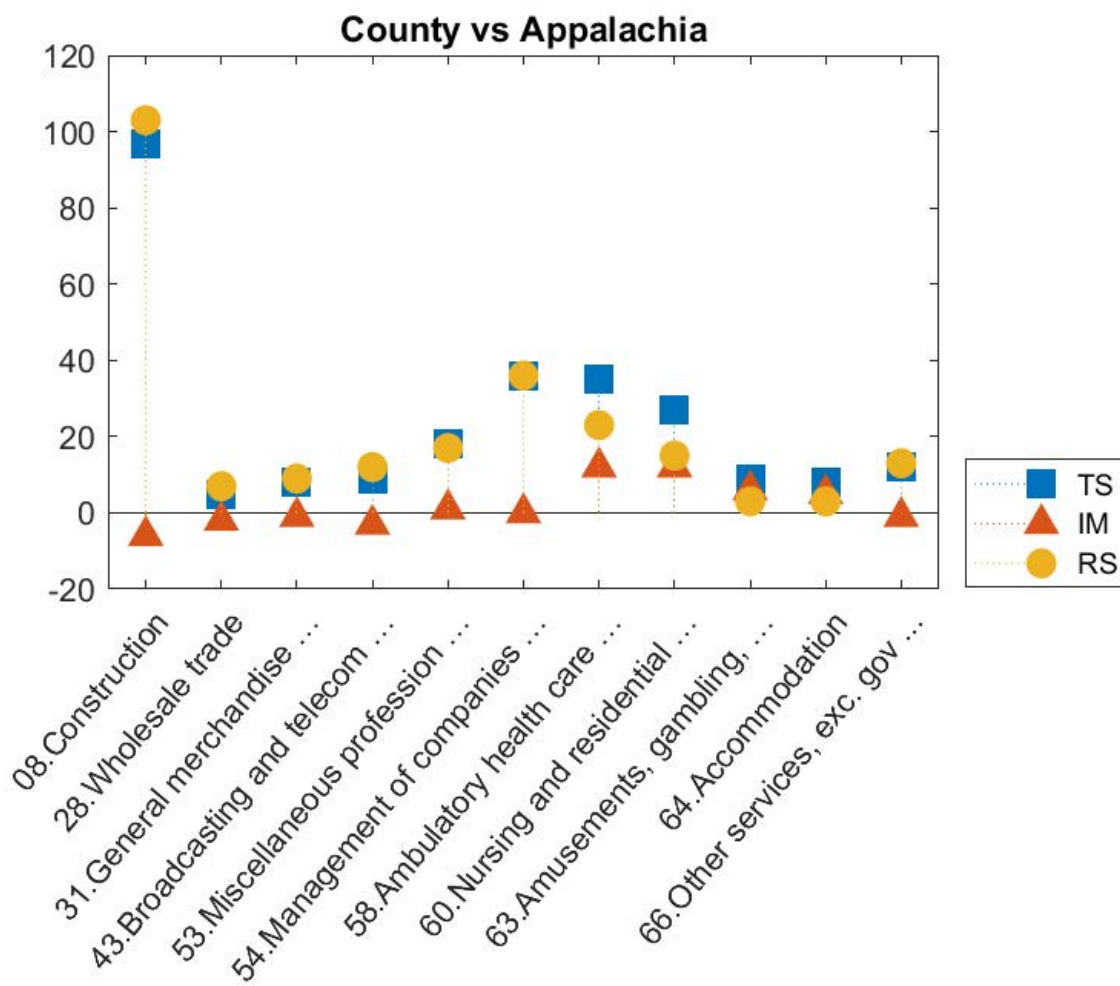 County vs Appalachia
120
100
80
60
40
20
0
-20
08.Construction
28.Wholesale trade
31.General merchandise ...
43.Broadcasting and telecom ...
53.Miscellaneous profession ...
54.Management of companies ...
58.Ambulatory health care ...
60.Nursing and residential ...
63.Amusements, gambling, ...
64.Accommodation
66.Other services, exc. gov ...
TS
IM
RS